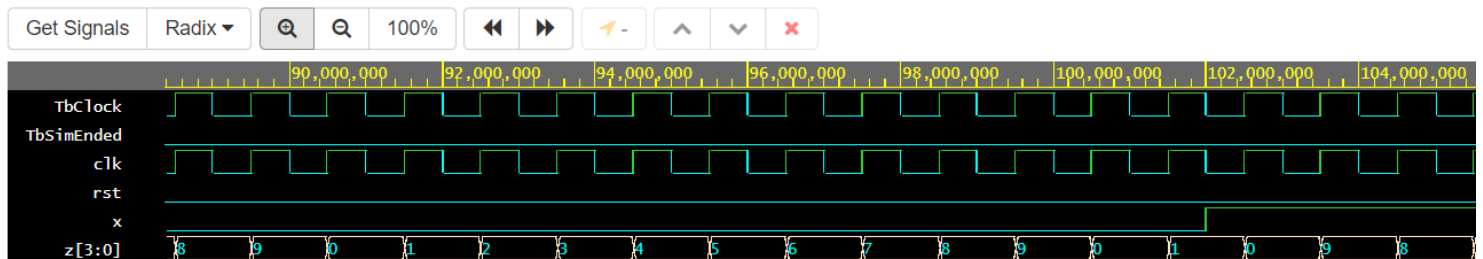 Get Signals Radix 100% -
90,000,000 92,000,000 94,000,000 96,000,000 98,000,000 100,000,000 102,000,000 104,000,000
TbClock
TbSimEnded
clk
rst
x
z[3:0] 8 9 0 1 2 3 4 5 6 7 8 9 0 1 0 9 8